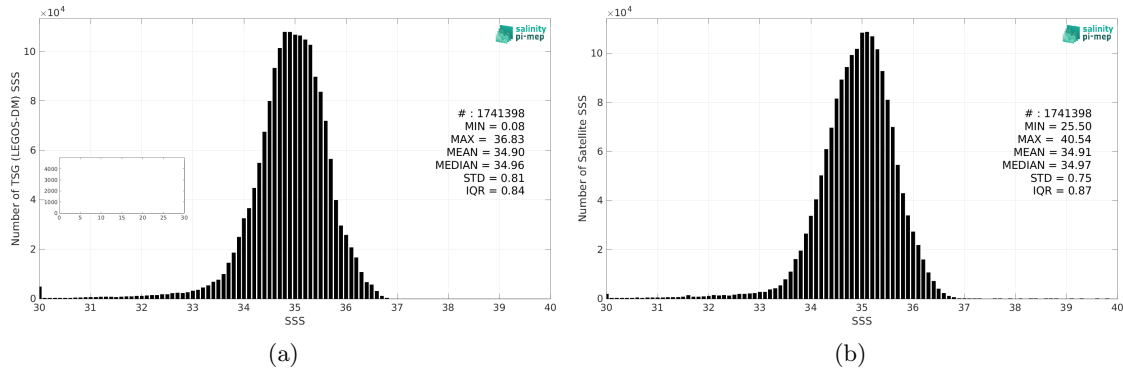 ×10⁴
salinity
pi-mep
10
8
6
4
2
0
Number of TSG (LEGOS-DM) SSS
# : 1741398
MIN = 0.08
MAX = 36.83
MEAN = 34.90
MEDIAN = 34.96
STD = 0.81
IQR = 0.84
4000
3000
2000
1000
0
0 5 10 15 20 25 30
30 31 32 33 34 35 36 37 38 39 40
SSS
(a)
×10⁴
salinity
pi-mep
10
8
6
4
2
0
Number of Satellite SSS
# : 1741398
MIN = 25.50
MAX = 40.54
MEAN = 34.91
MEDIAN = 34.97
STD = 0.75
IQR = 0.87
30 31 32 33 34 35 36 37 38 39 40
SSS
(b)